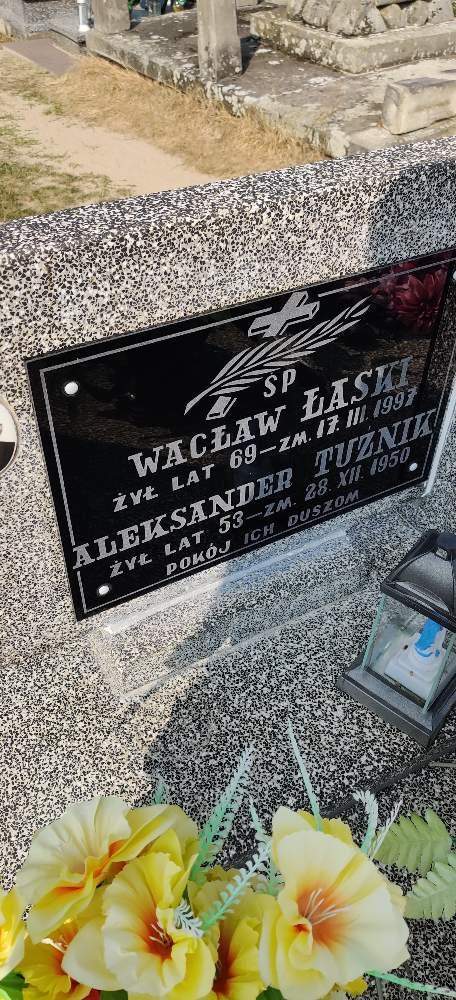 ŚP
WACŁAW ŁASKI
ŻYŁ LAT 69 – ZM. 17. III. 1997
ALEKSANDER TUZNIK
ŻYŁ LAT 53 – ZM. 28. XII. 1950
POKÓJ ICH DUSZOM